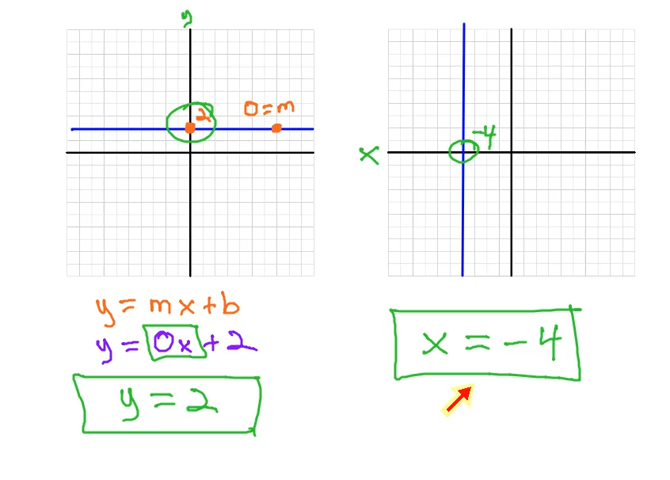 y
2
0=m
-4
x
y = mx+b
y = 0x +2
y = 2
x = -4